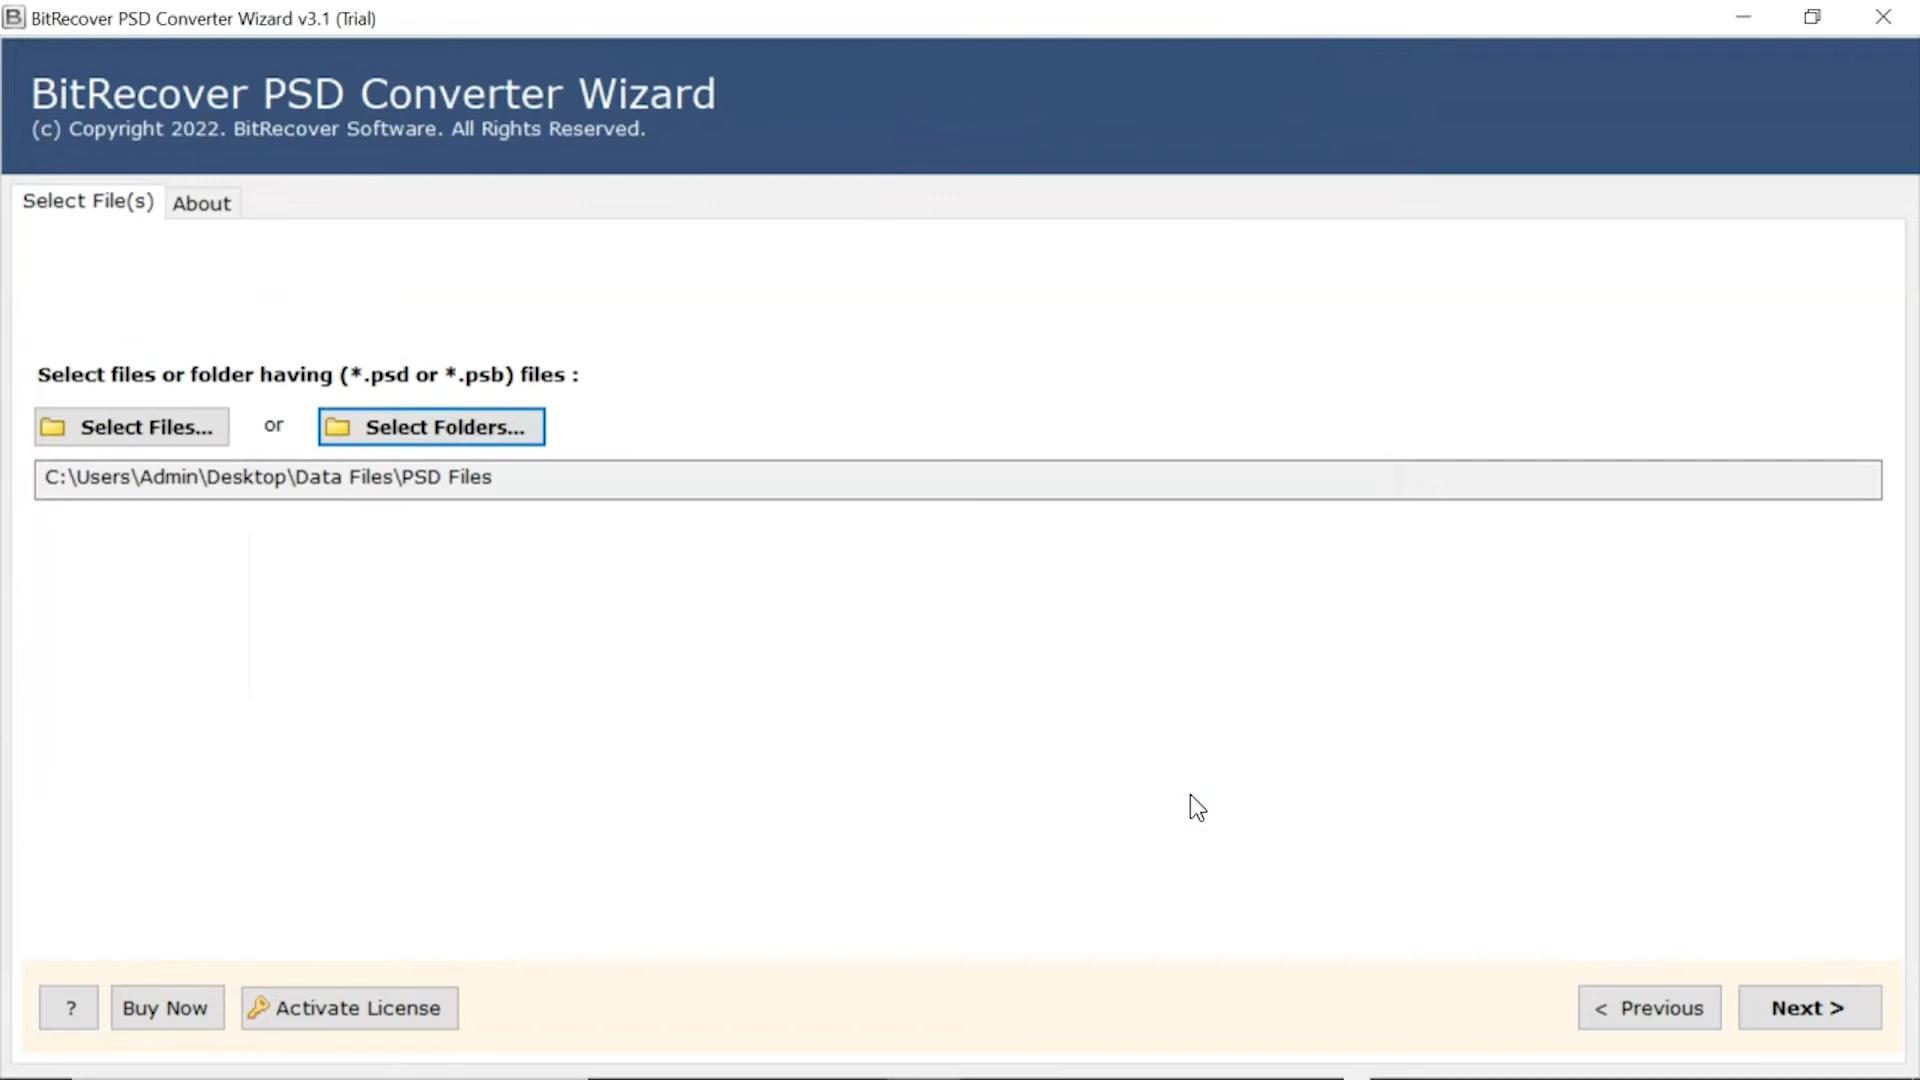 BitRecover PSD Converter Wizard v3.1 (Trial)
BitRecover PSD Converter Wizard
(c) Copyright 2022. BitRecover Software. All Rights Reserved.
Select File(s) About
Select files or folder having (*.psd or *.psb) files :
Select Files... or Select Folders...
C:\Users\Admin\Desktop\Data Files\PSD Files
? Buy Now Activate License < Previous Next >